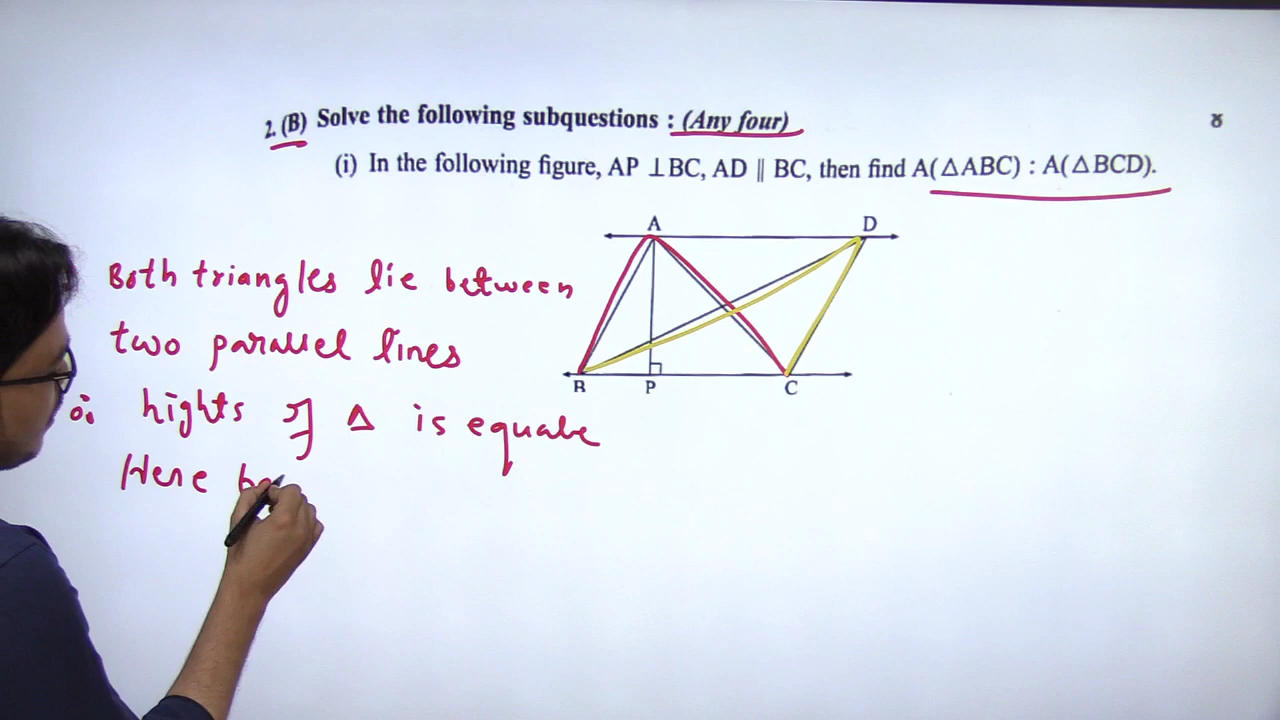 2. (B) Solve the following subquestions : (Any four)
8
(i) In the following figure, AP ⊥ BC, AD ∥ BC, then find A(△ABC) : A(△BCD).
A
D
B
P
C
Both triangles lie between
two parallel lines
∴ hights of Δ is equale
Here